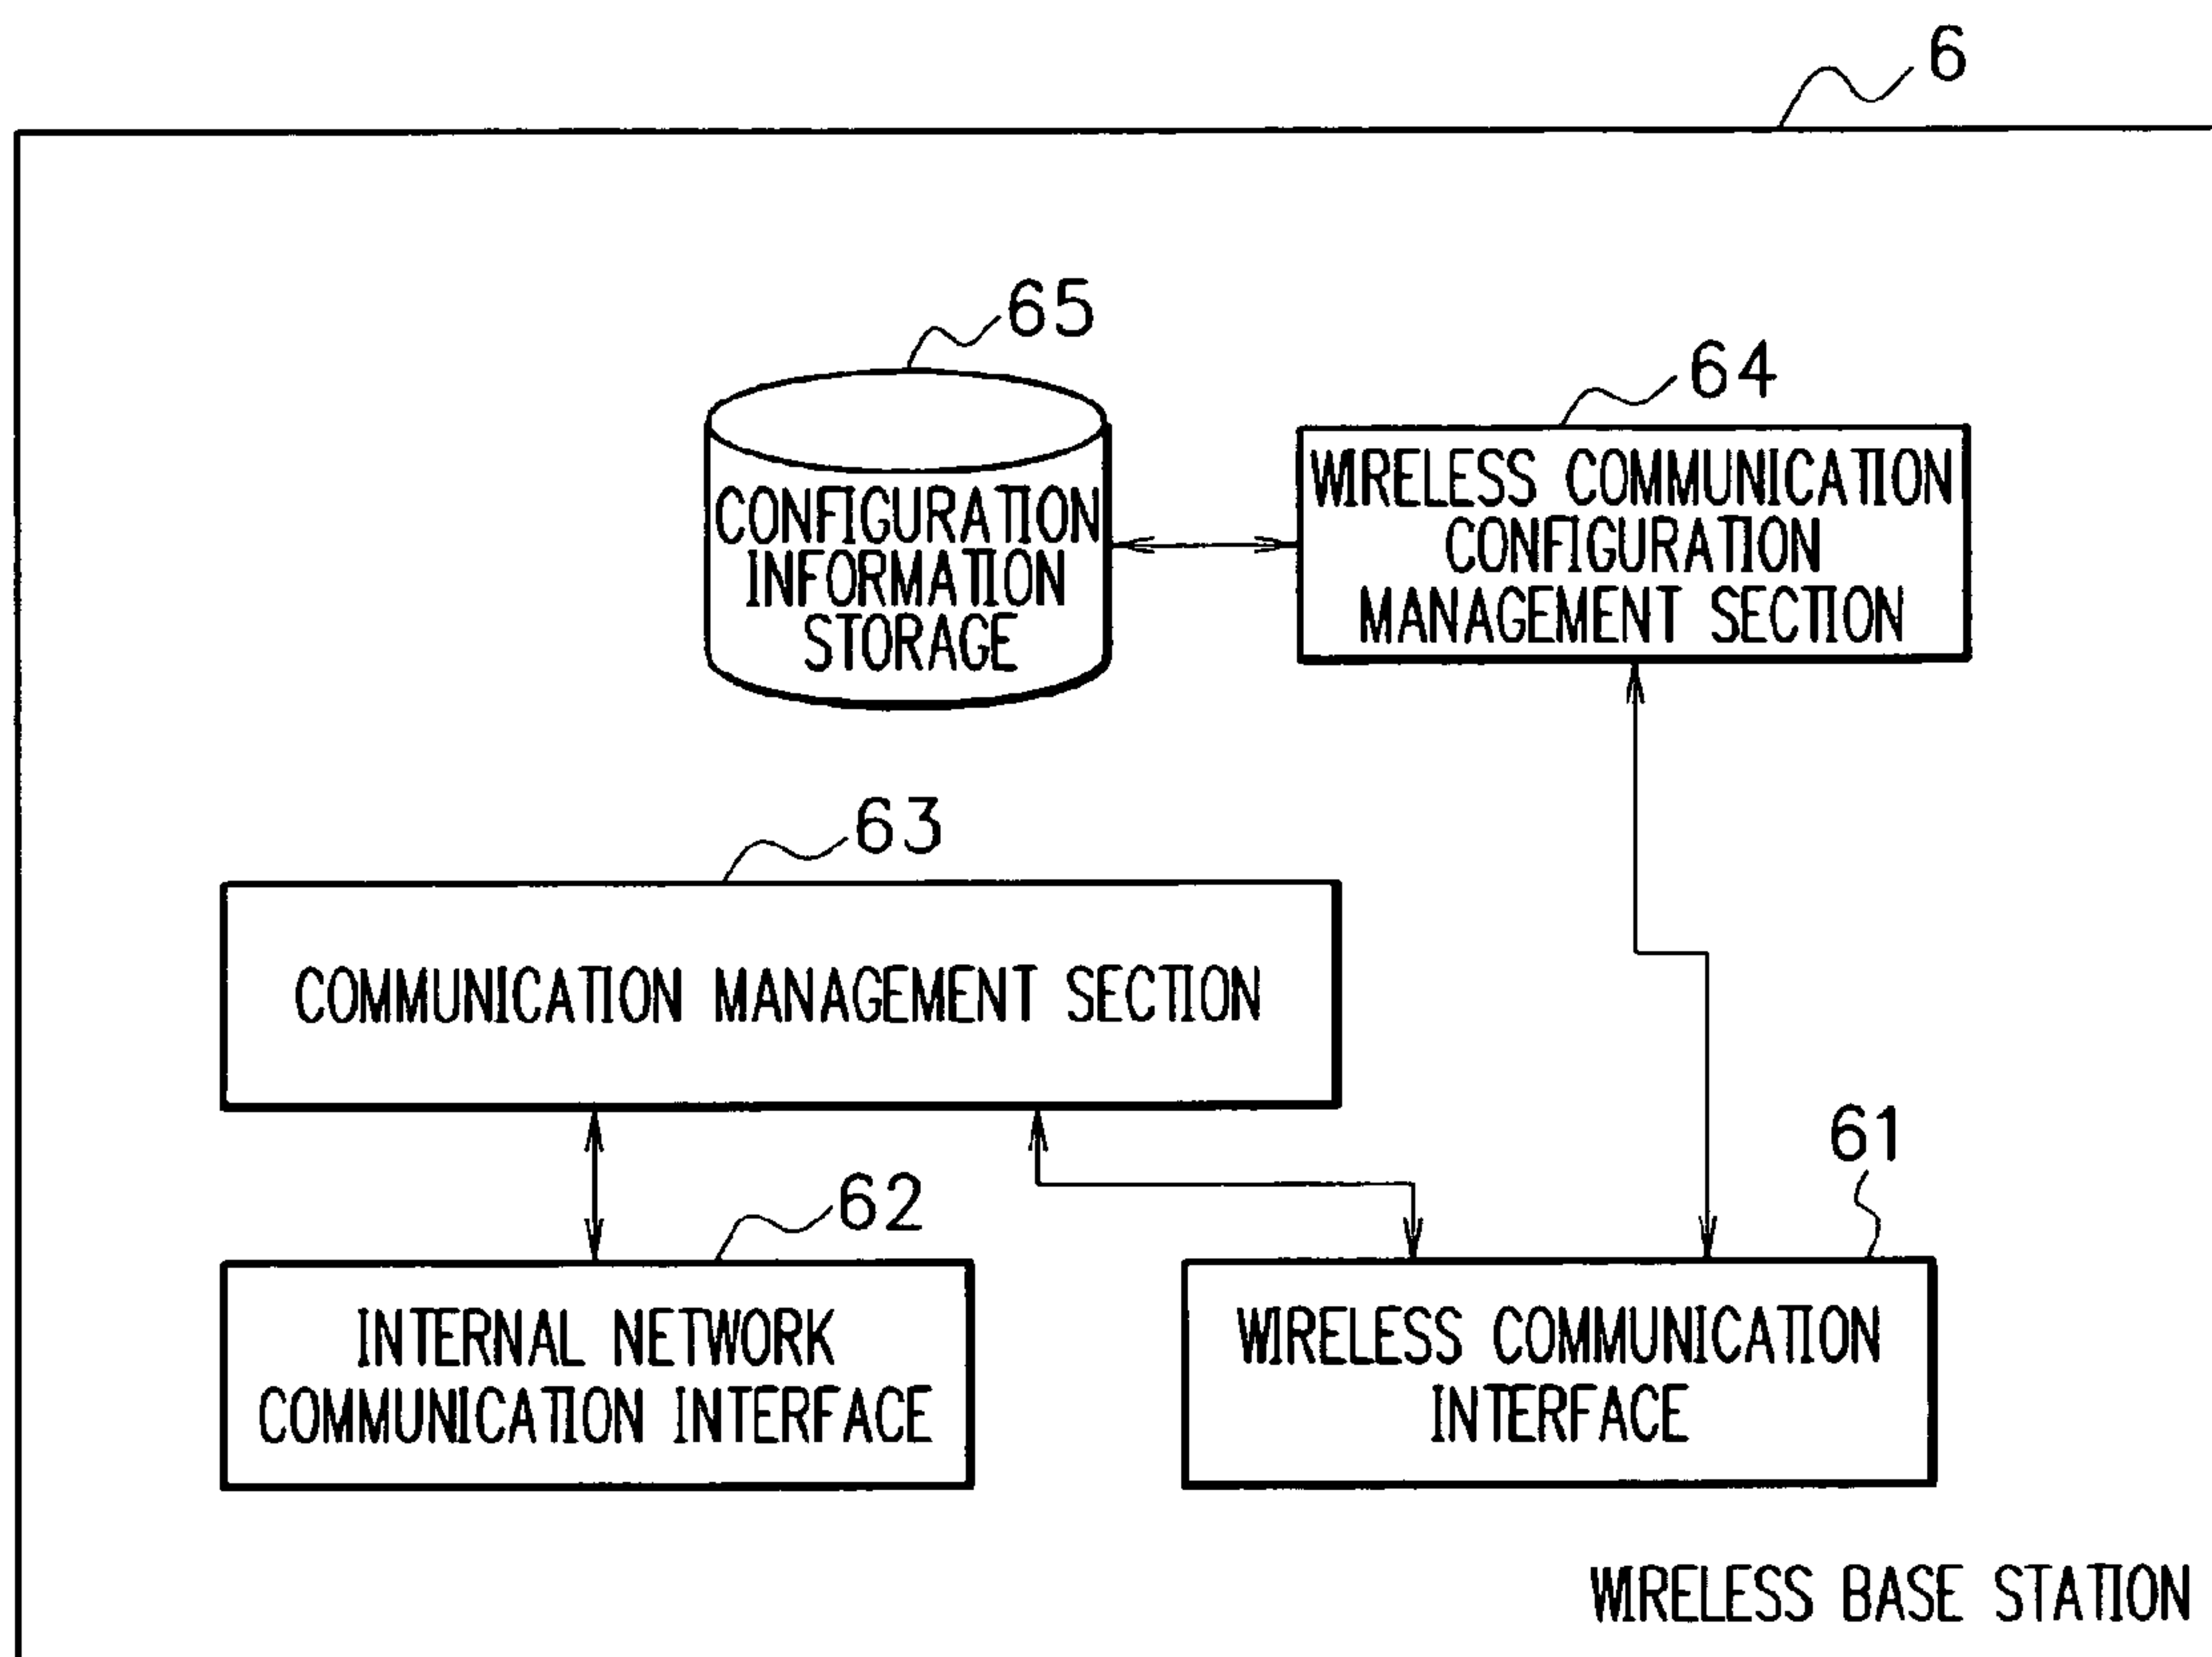 6
65
64
CONFIGURATION
INFORMATION
STORAGE
WIRELESS COMMUNICATION
CONFIGURATION
MANAGEMENT SECTION
63
COMMUNICATION MANAGEMENT SECTION
62
61
INTERNAL NETWORK
COMMUNICATION INTERFACE
WIRELESS COMMUNICATION
INTERFACE
WIRELESS BASE STATION